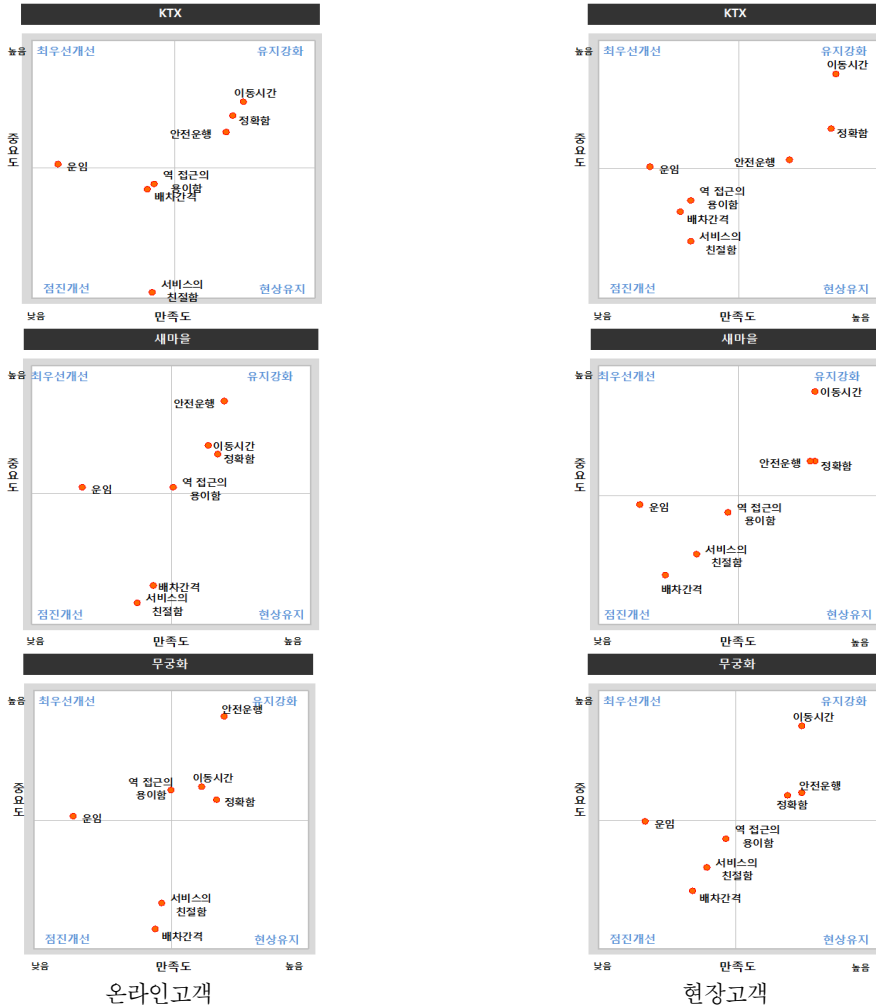 KTX
높음
최우선개선
유지강화
이동시간
정확함
안전운행
중요도
운임
역 접근의
용이함
배차간격
서비스의
친절함
점진개선
현상유지
낮음
만족도
KTX
높음
최우선개선
유지강화
이동시간
정확함
안전운행
중요도
운임
역 접근의
용이함
배차간격
서비스의
친절함
점진개선
현상유지
낮음
만족도
높음
새마을
높음
최우선개선
유지강화
안전운행
이동시간
정확함
중요도
운임
역 접근의
용이함
배차간격
서비스의
친절함
점진개선
현상유지
낮음
만족도
높음
새마을
높음
최우선개선
유지강화
이동시간
안전운행
정확함
중요도
운임
역 접근의
용이함
서비스의
친절함
배차간격
점진개선
현상유지
낮음
만족도
높음
무궁화
높음
최우선개선
유지강화
안전운행
역 접근의
용이함
이동시간
정확함
중요도
운임
서비스의
친절함
배차간격
점진개선
현상유지
낮음
만족도
높음
온라인고객
무궁화
높음
최우선개선
유지강화
이동시간
안전운행
정확함
중요도
운임
역 접근의
용이함
서비스의
친절함
배차간격
점진개선
현상유지
낮음
만족도
높음
현장고객